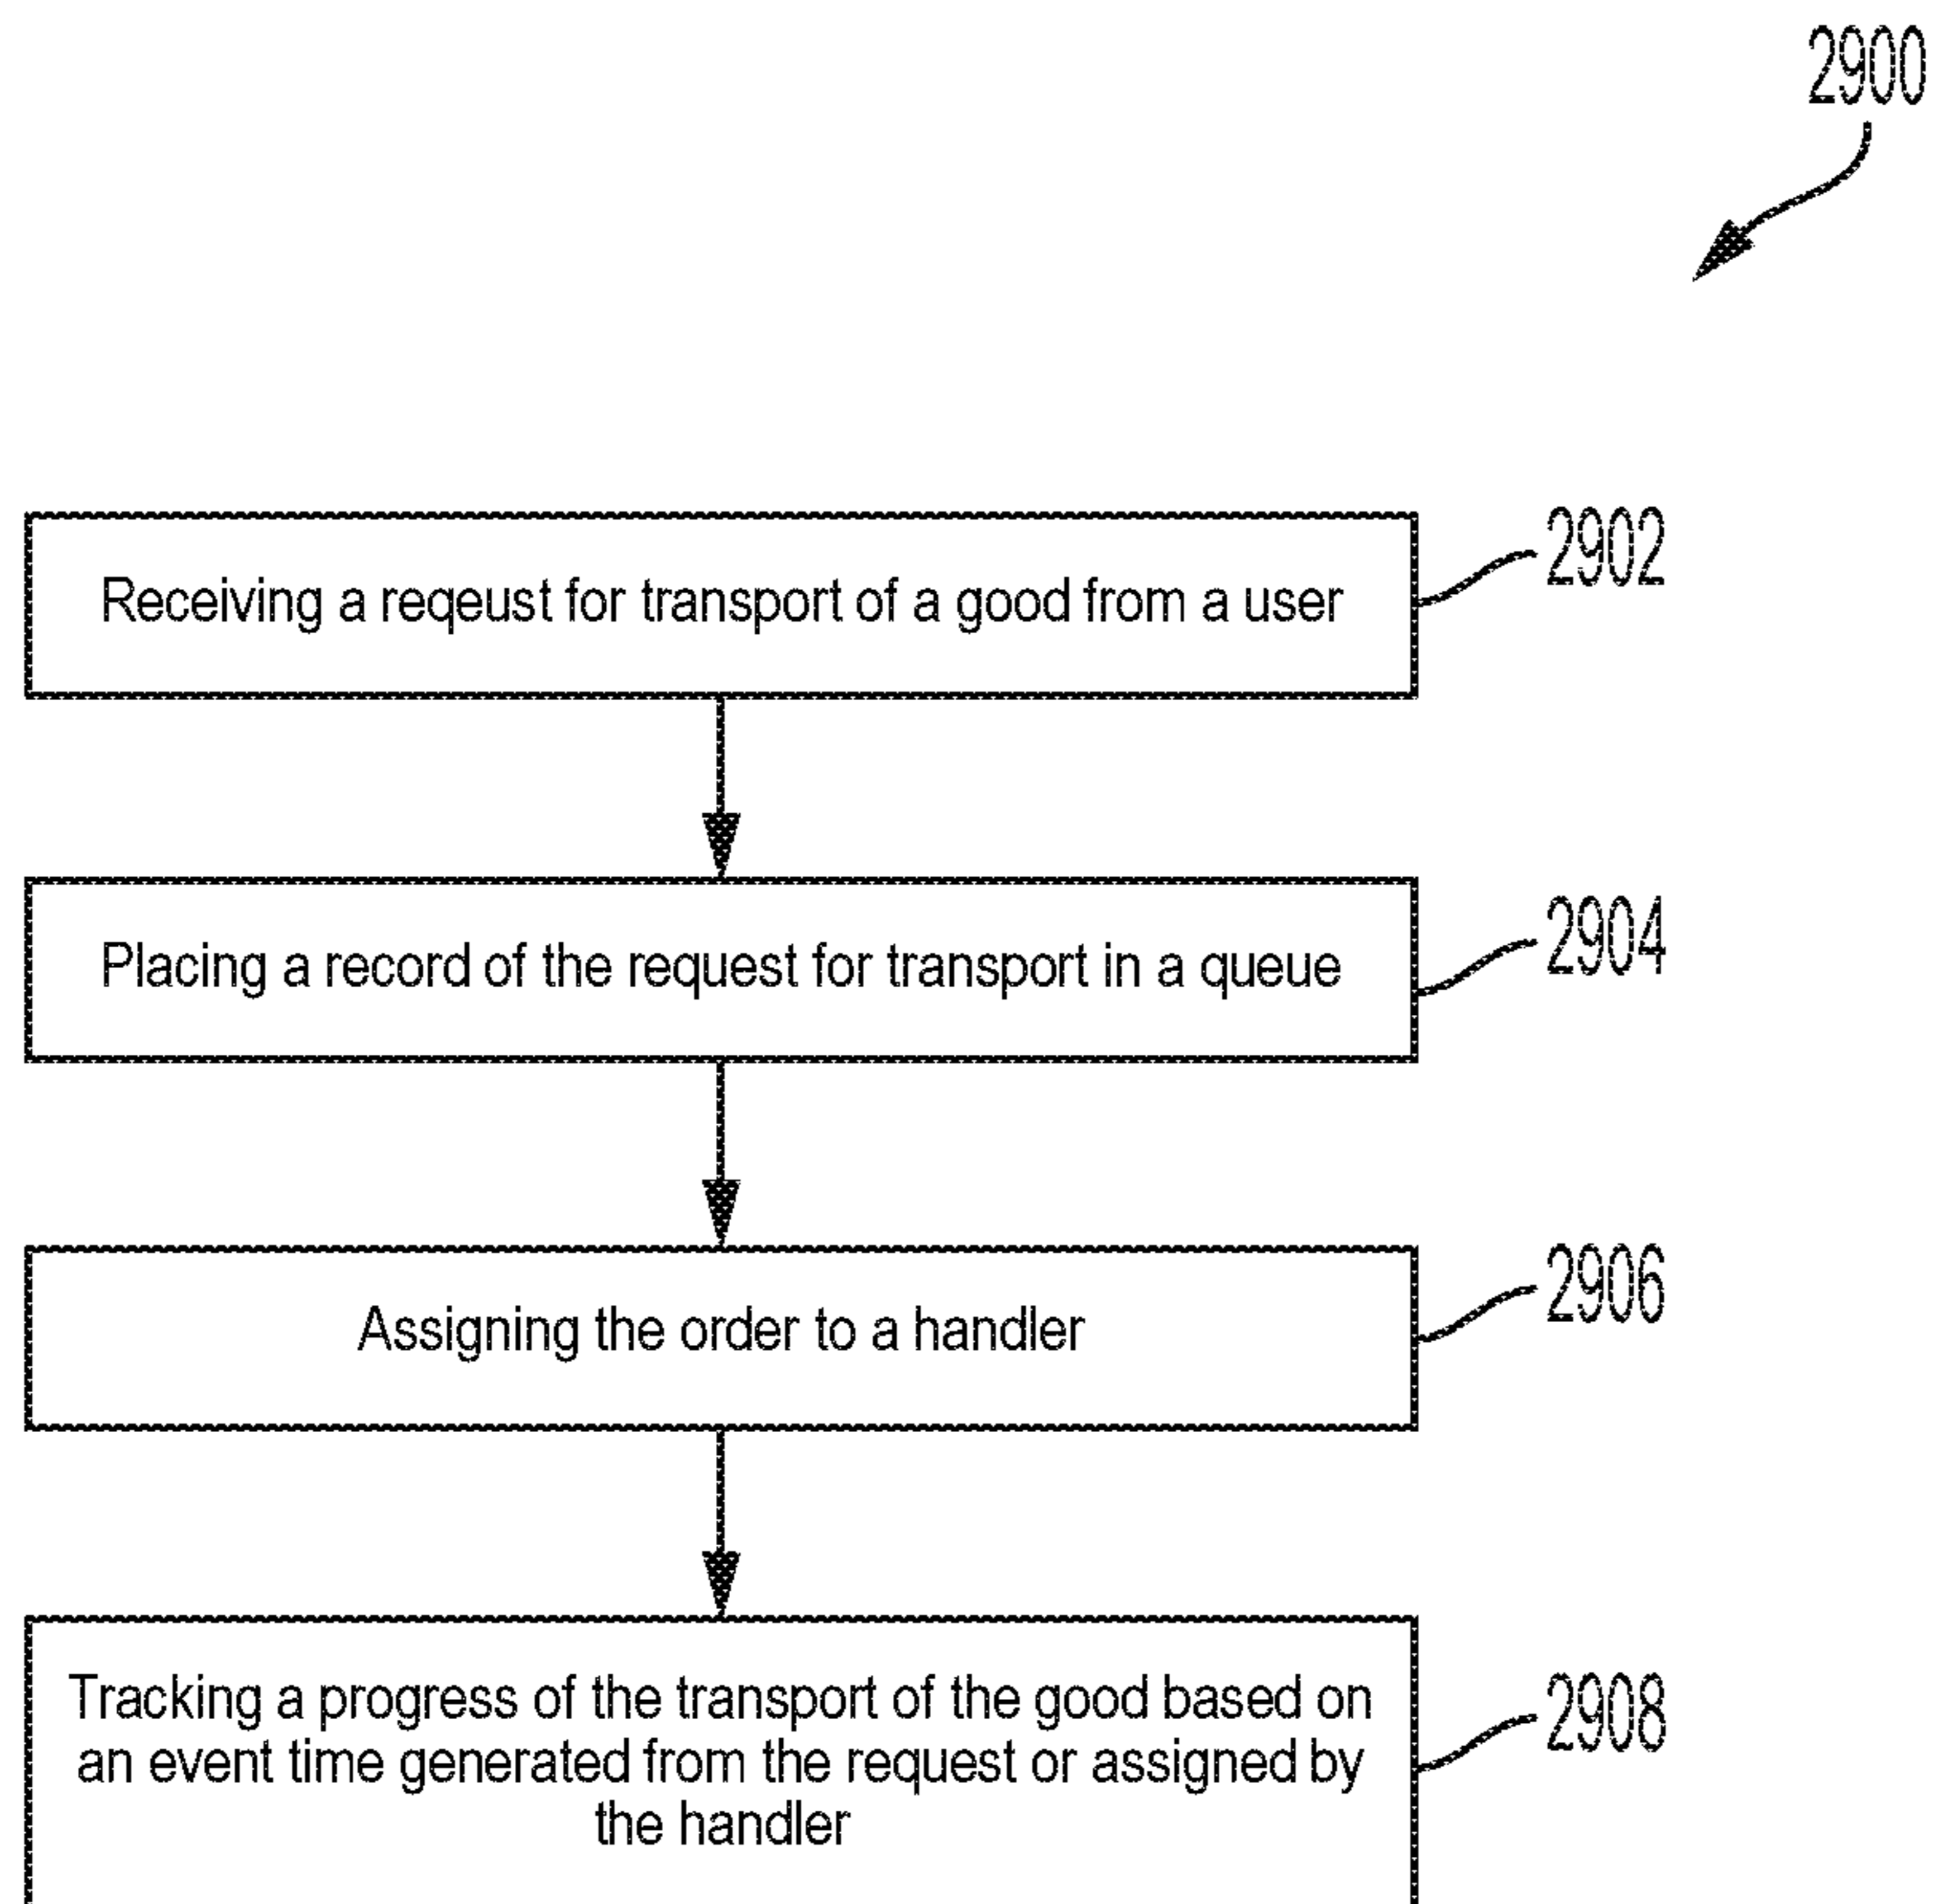 2900
Receiving a reqeust for transport of a good from a user
2902
Placing a record of the request for transport in a queue
2904
Assigning the order to a handler
2906
Tracking a progress of the transport of the good based on
an event time generated from the request or assigned by
the handler
2908